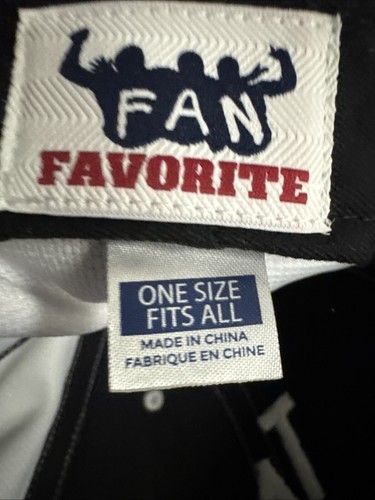 FAN
FAVORITE
ONE SIZE
FITS ALL
MADE IN CHINA
FABRIQUE EN CHINE